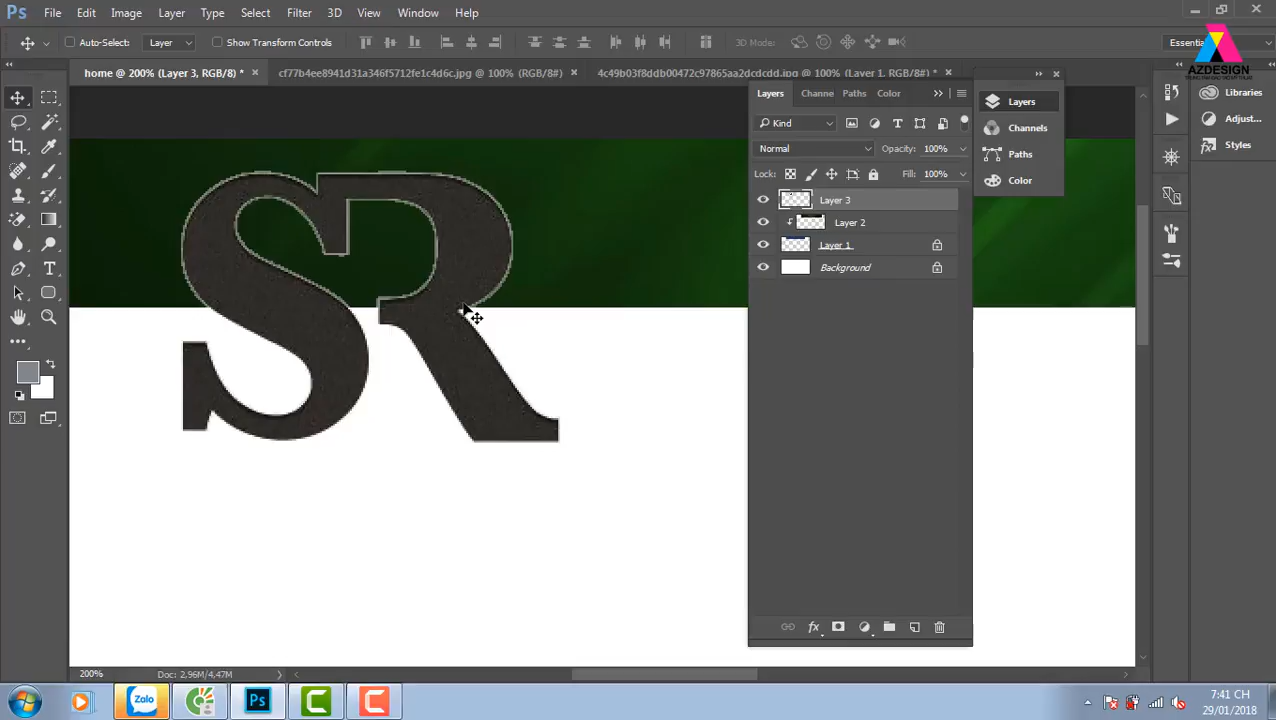 Ps File Edit Image Layer Type Select Filter 3D View Window Help
Auto-Select: Layer Show Transform Controls 3D Mode: Essenti
AZDESIGN
home @ 200% (Layer 3, RGB/8) * × cf77b4ee8941d31a346f5712fe1c4d6c.jpg @ 200% (RGB/8#) × 4c49b03f8ddb00472c97865aa2dcdcdd.jpg @ 100% (Layer 1, RGB/8#) * ×
Layers Channe Paths Color
Layers
Channels
Paths
Color
Libraries
Adjust...
Styles
Kind
Normal Opacity: 100%
Lock: Fill: 100%
Layer 3
Layer 2
Layer 1
Background
SR
200% Doc: 2,96M/4,47M
fx
Zalo
Ps
7:41 CH
29/01/2018